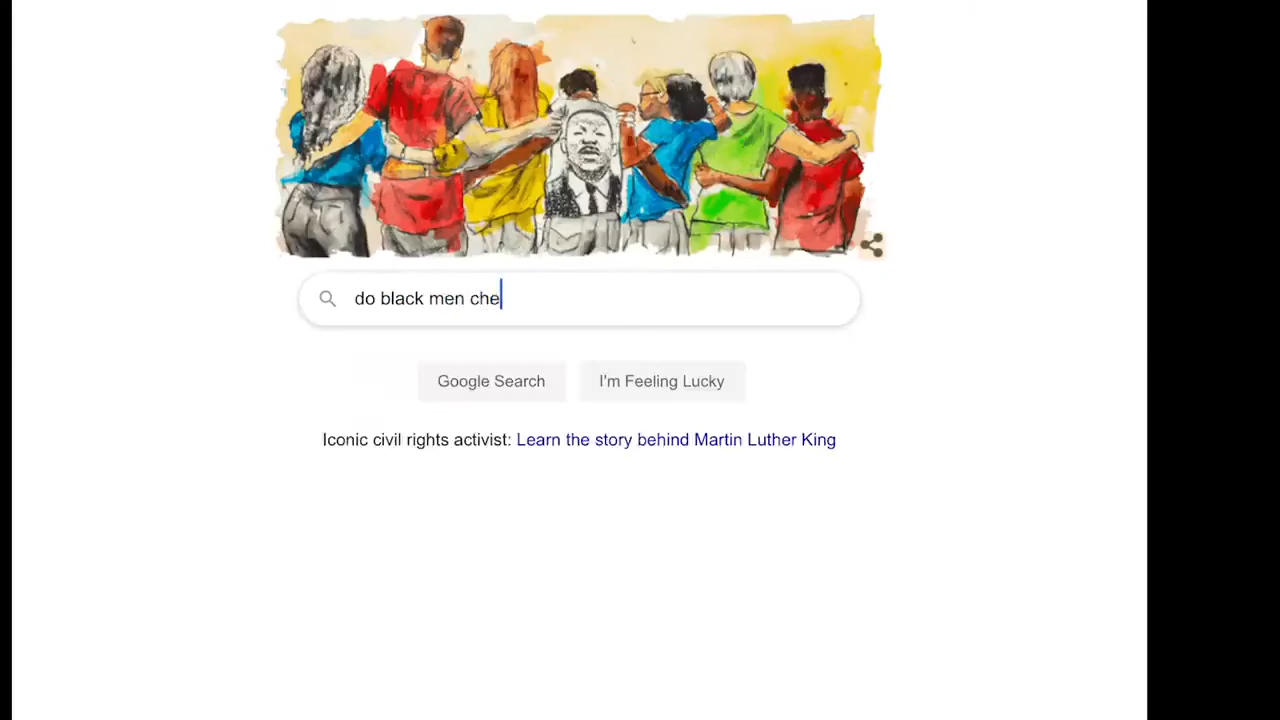 do black men che
Google Search
I'm Feeling Lucky
Iconic civil rights activist: Learn the story behind Martin Luther King